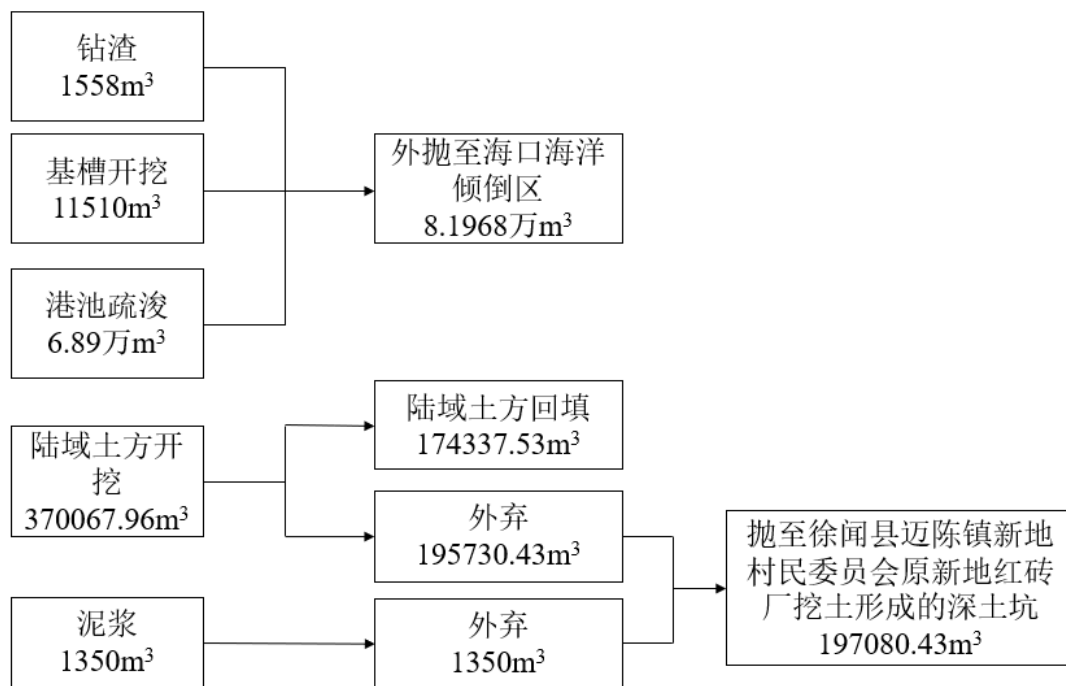 钻渣
1558m³
基槽开挖
11510m³
港池疏浚
6.89万m³
外抛至海口海洋
倾倒区
8.1968万m³
陆域土方开
挖
370067.96m³
陆域土方回填
174337.53m³
外弃
195730.43m³
泥浆
1350m³
外弃
1350m³
抛至徐闻县迈陈镇新地
村民委员会原新地红砖
厂挖土形成的深土坑
197080.43m³